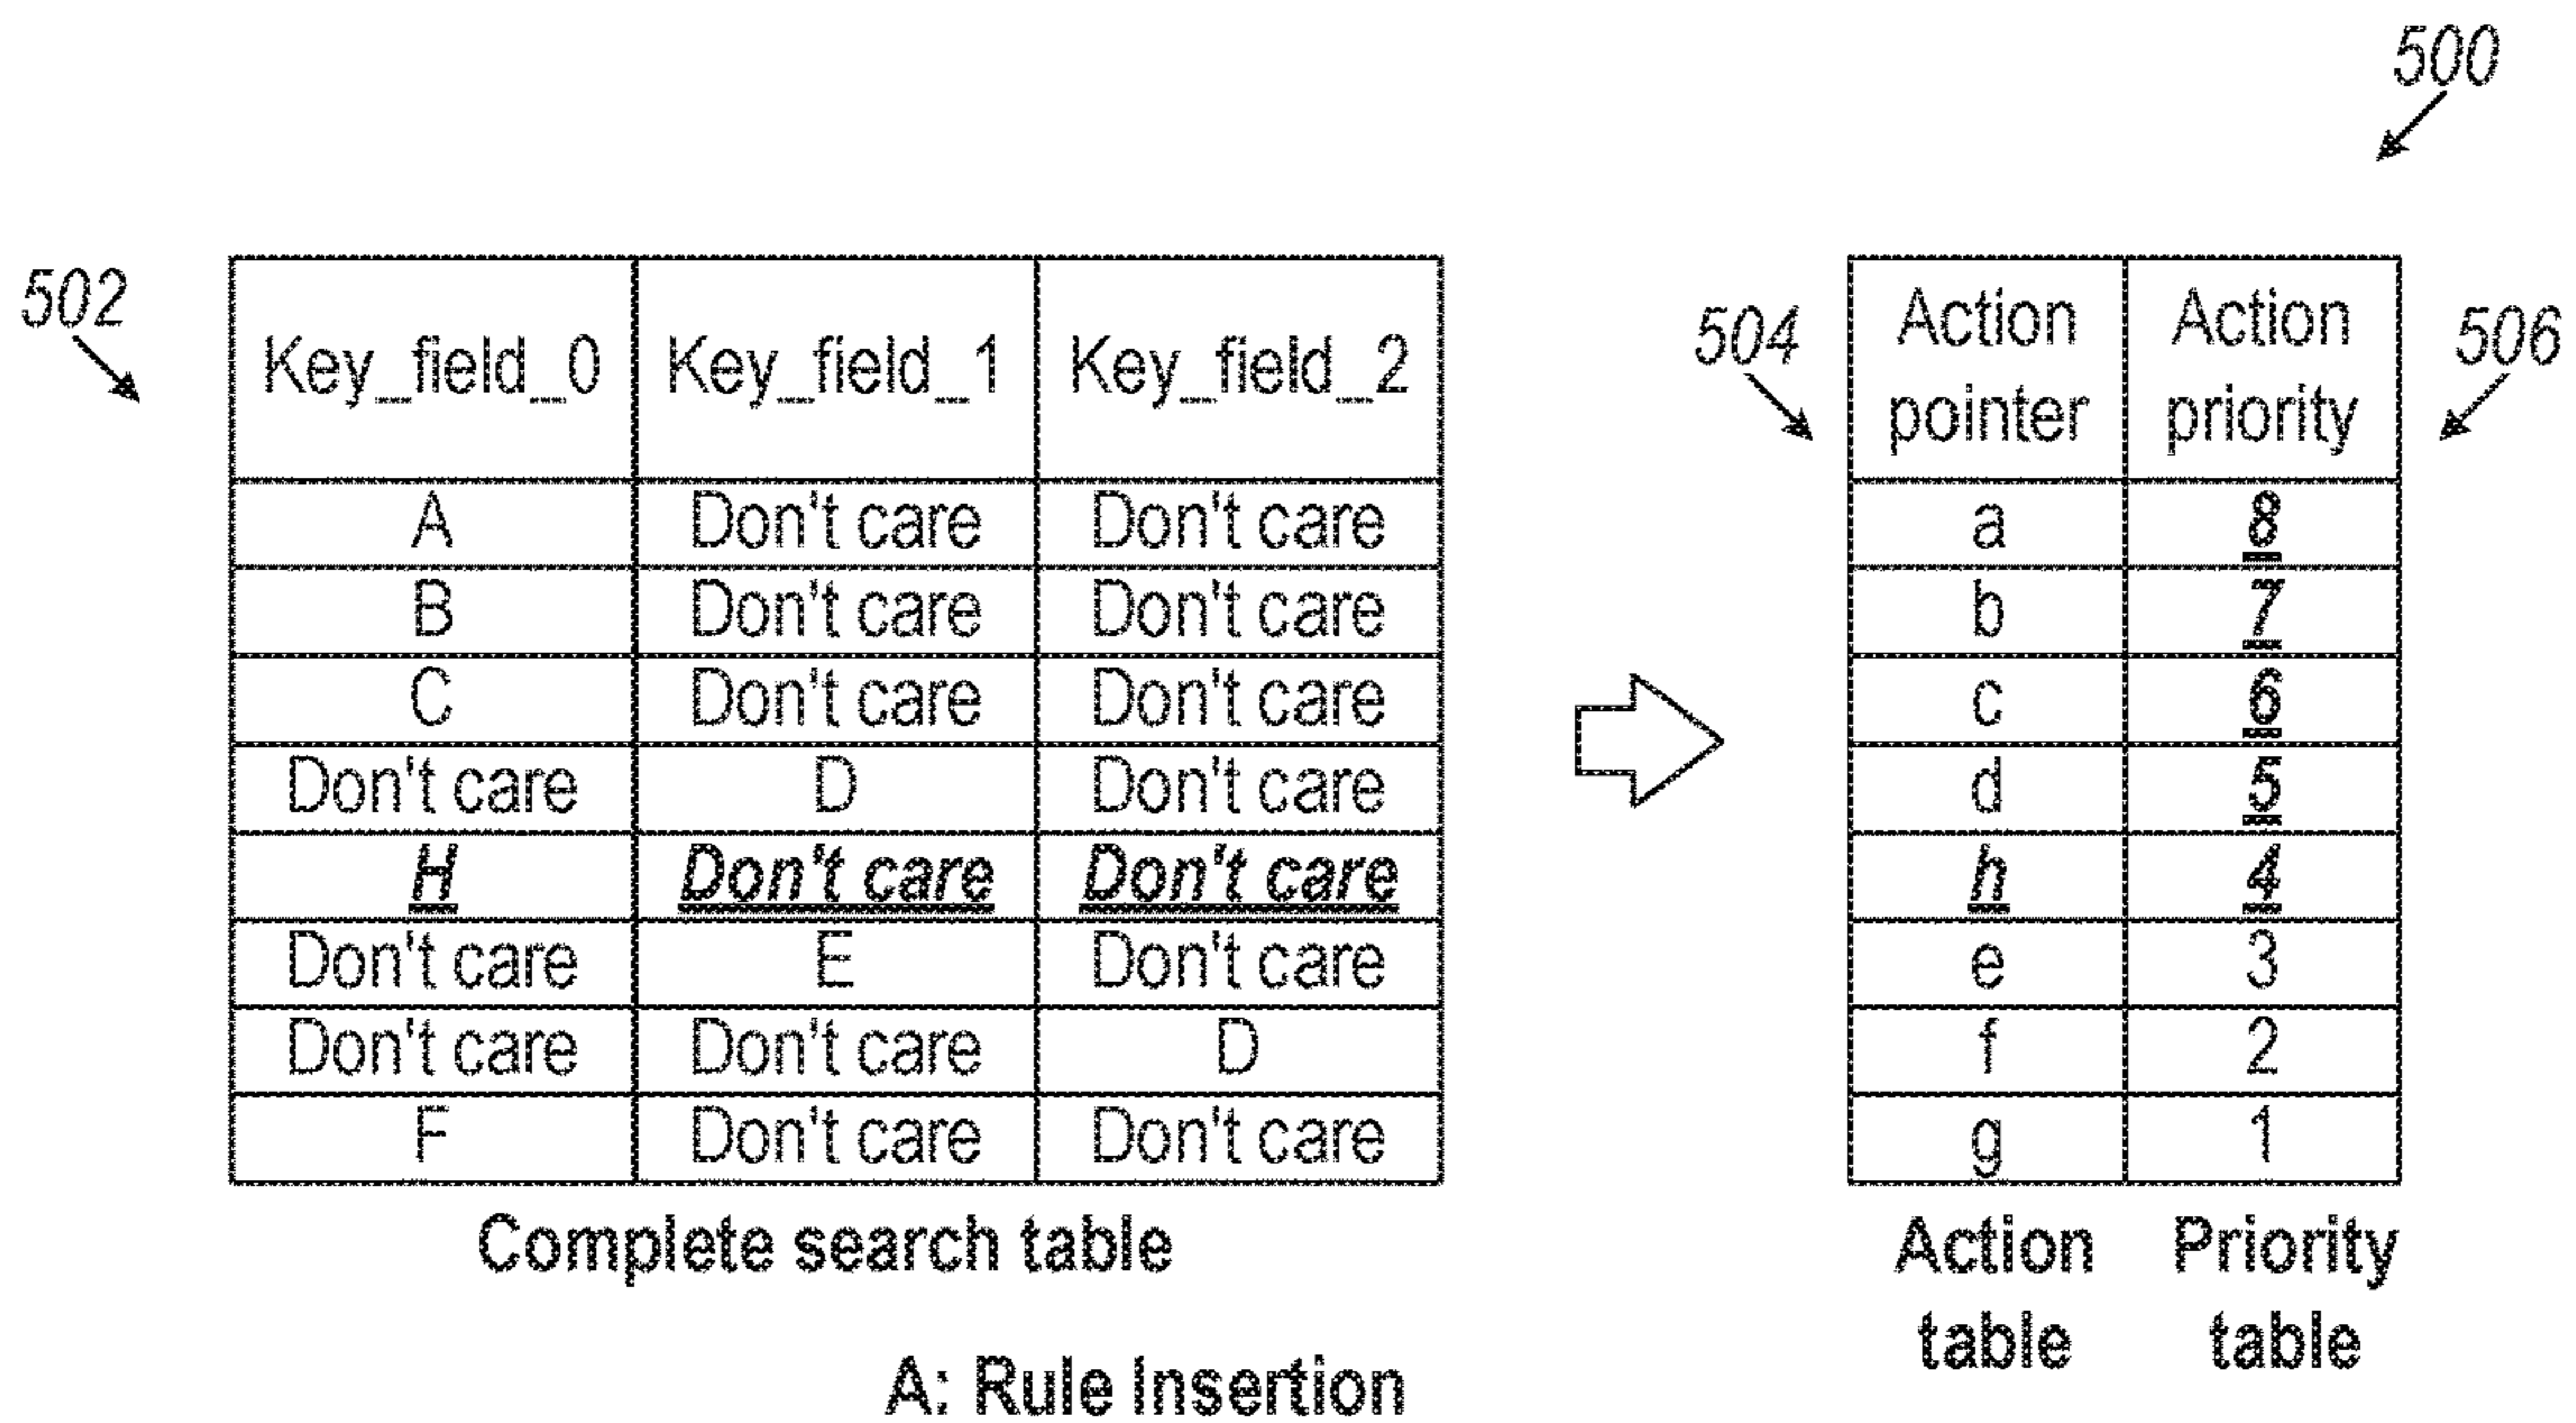 500
502
504
506
Key_field_0 Key_field_1 Key_field_2
Action pointer Action priority
A Don't care Don't care a 8
B Don't care Don't care b 7
C Don't care Don't care c 6
Don't care D Don't care d 5
H Don't care Don't care h 4
Don't care E Don't care e 3
Don't care Don't care D f 2
F Don't care Don't care g 1
Complete search table
Action table
Priority table
A: Rule Insertion